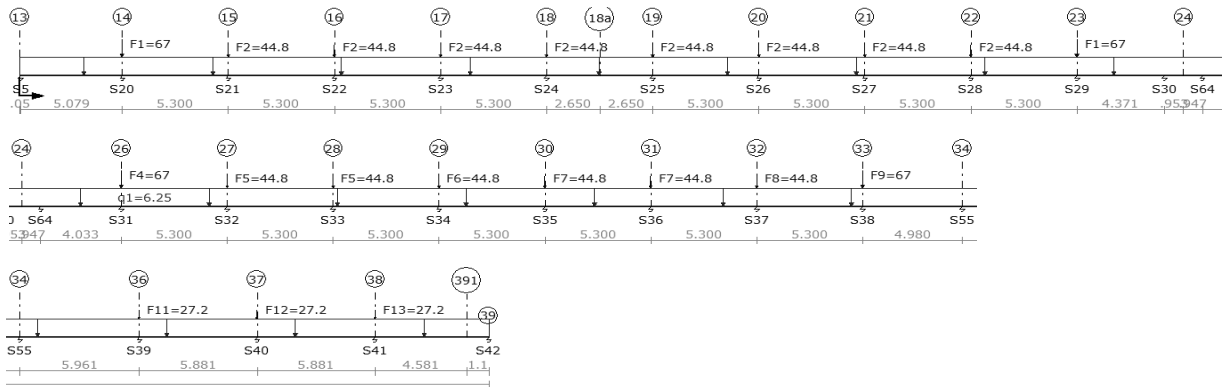 13 14 15 16 17 18 18a 19 20 21 22 23 24
F1=67 F2=44.8 F2=44.8 F2=44.8 F2=44.8 F2=44.8 F2=44.8 F2=44.8 F2=44.8 F1=67
S5 S20 S21 S22 S23 S24 S25 S26 S27 S28 S29 S30 S64
.05 5.079 5.300 5.300 5.300 5.300 2.650 2.650 5.300 5.300 5.300 5.300 4.371 .953 .947
24 26 27 28 29 30 31 32 33 34
F4=67 F5=44.8 F5=44.8 F6=44.8 F7=44.8 F7=44.8 F8=44.8 F9=67
q1=6.25
0 S64 S31 S32 S33 S34 S35 S36 S37 S38 S55
53 .947 4.033 5.300 5.300 5.300 5.300 5.300 5.300 5.300 4.980
34 36 37 38 391
F11=27.2 F12=27.2 F13=27.2 39
S55 S39 S40 S41 S42
5.961 5.881 5.881 4.581 1.1